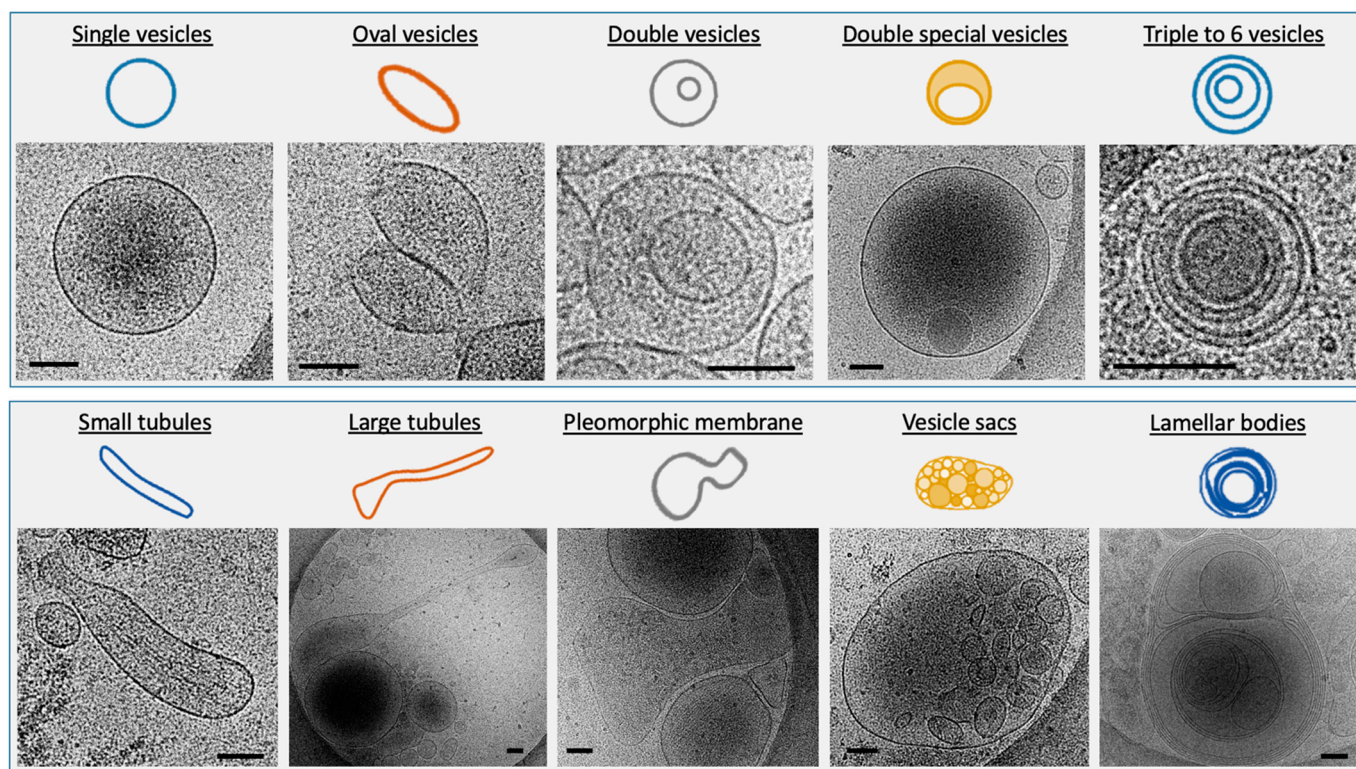 Single vesicles
Oval vesicles
Double vesicles
Double special vesicles
Triple to 6 vesicles
Small tubules
Large tubules
Pleomorphic membrane
Vesicle sacs
Lamellar bodies